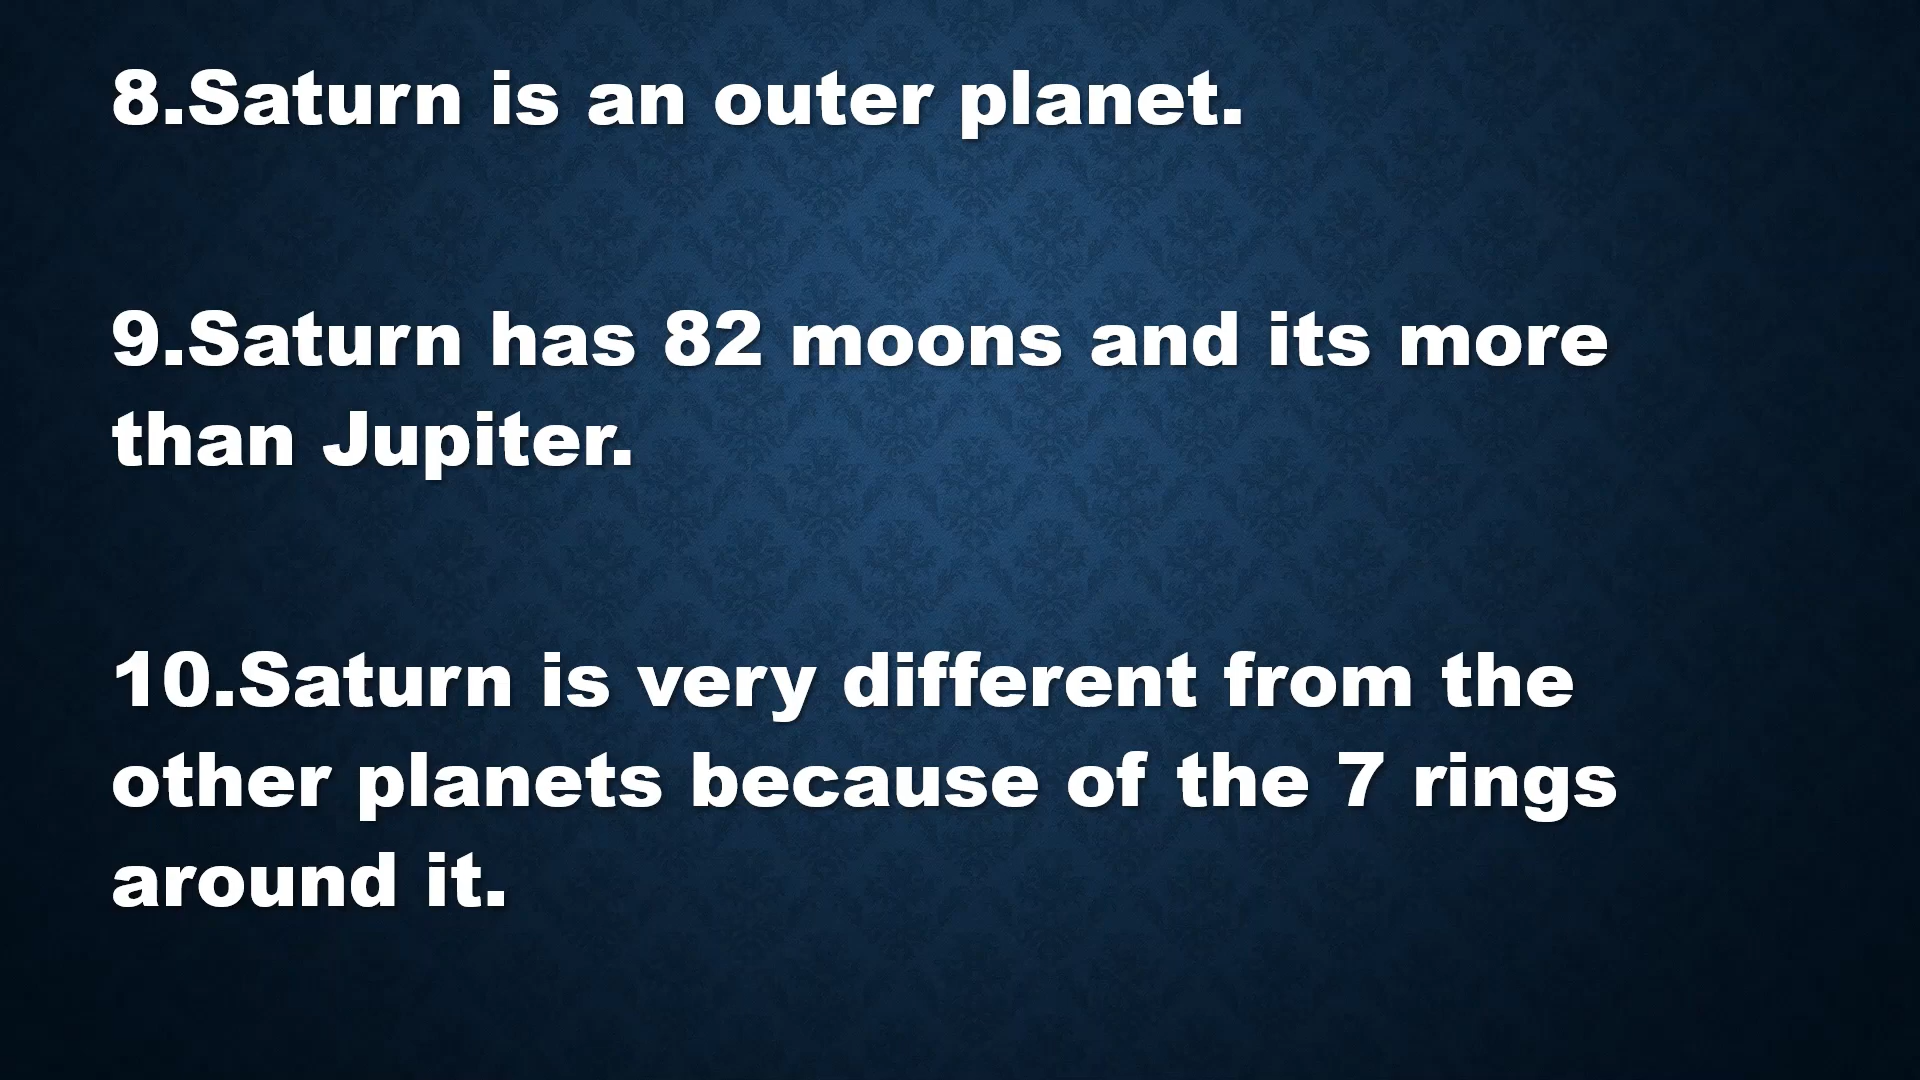 8.Saturn is an outer planet.
9.Saturn has 82 moons and its more
than Jupiter.
10.Saturn is very different from the
other planets because of the 7 rings
around it.